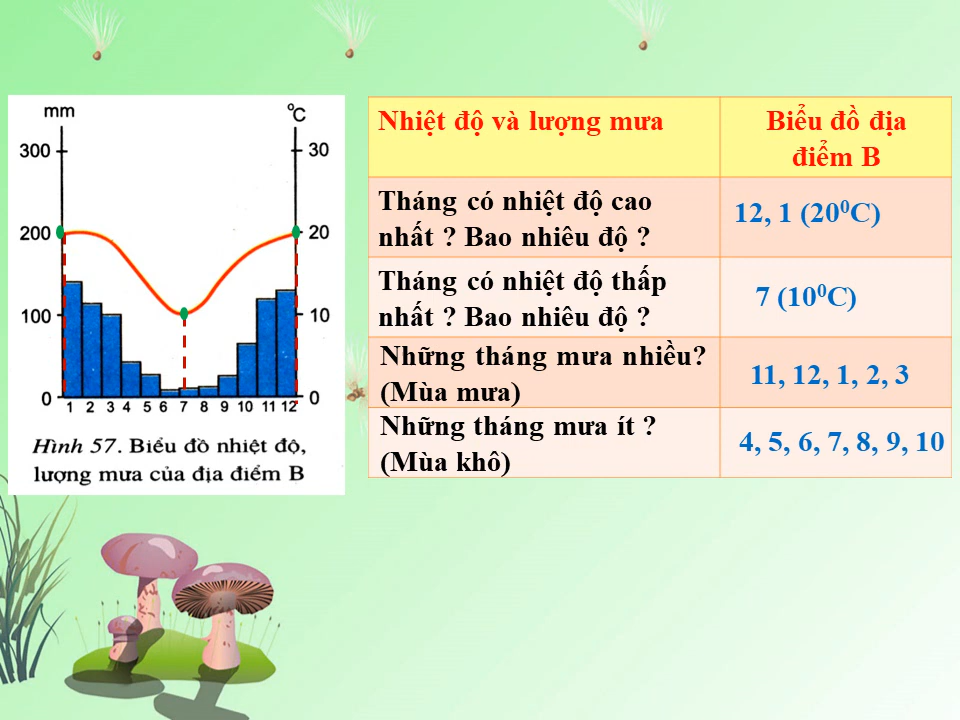 mm
°C
300
30
200
20
100
10
0
0
1 2 3 4 5 6 7 8 9 10 11 12
Hình 57. Biểu đồ nhiệt độ,
lượng mưa của địa điểm B
Nhiệt độ và lượng mưa
Biểu đồ địa
điểm B
Tháng có nhiệt độ cao
nhất ? Bao nhiêu độ ?
12, 1 (20⁰C)
Tháng có nhiệt độ thấp
nhất ? Bao nhiêu độ ?
7 (10⁰C)
Những tháng mưa nhiều?
(Mùa mưa)
11, 12, 1, 2, 3
Những tháng mưa ít ?
(Mùa khô)
4, 5, 6, 7, 8, 9, 10